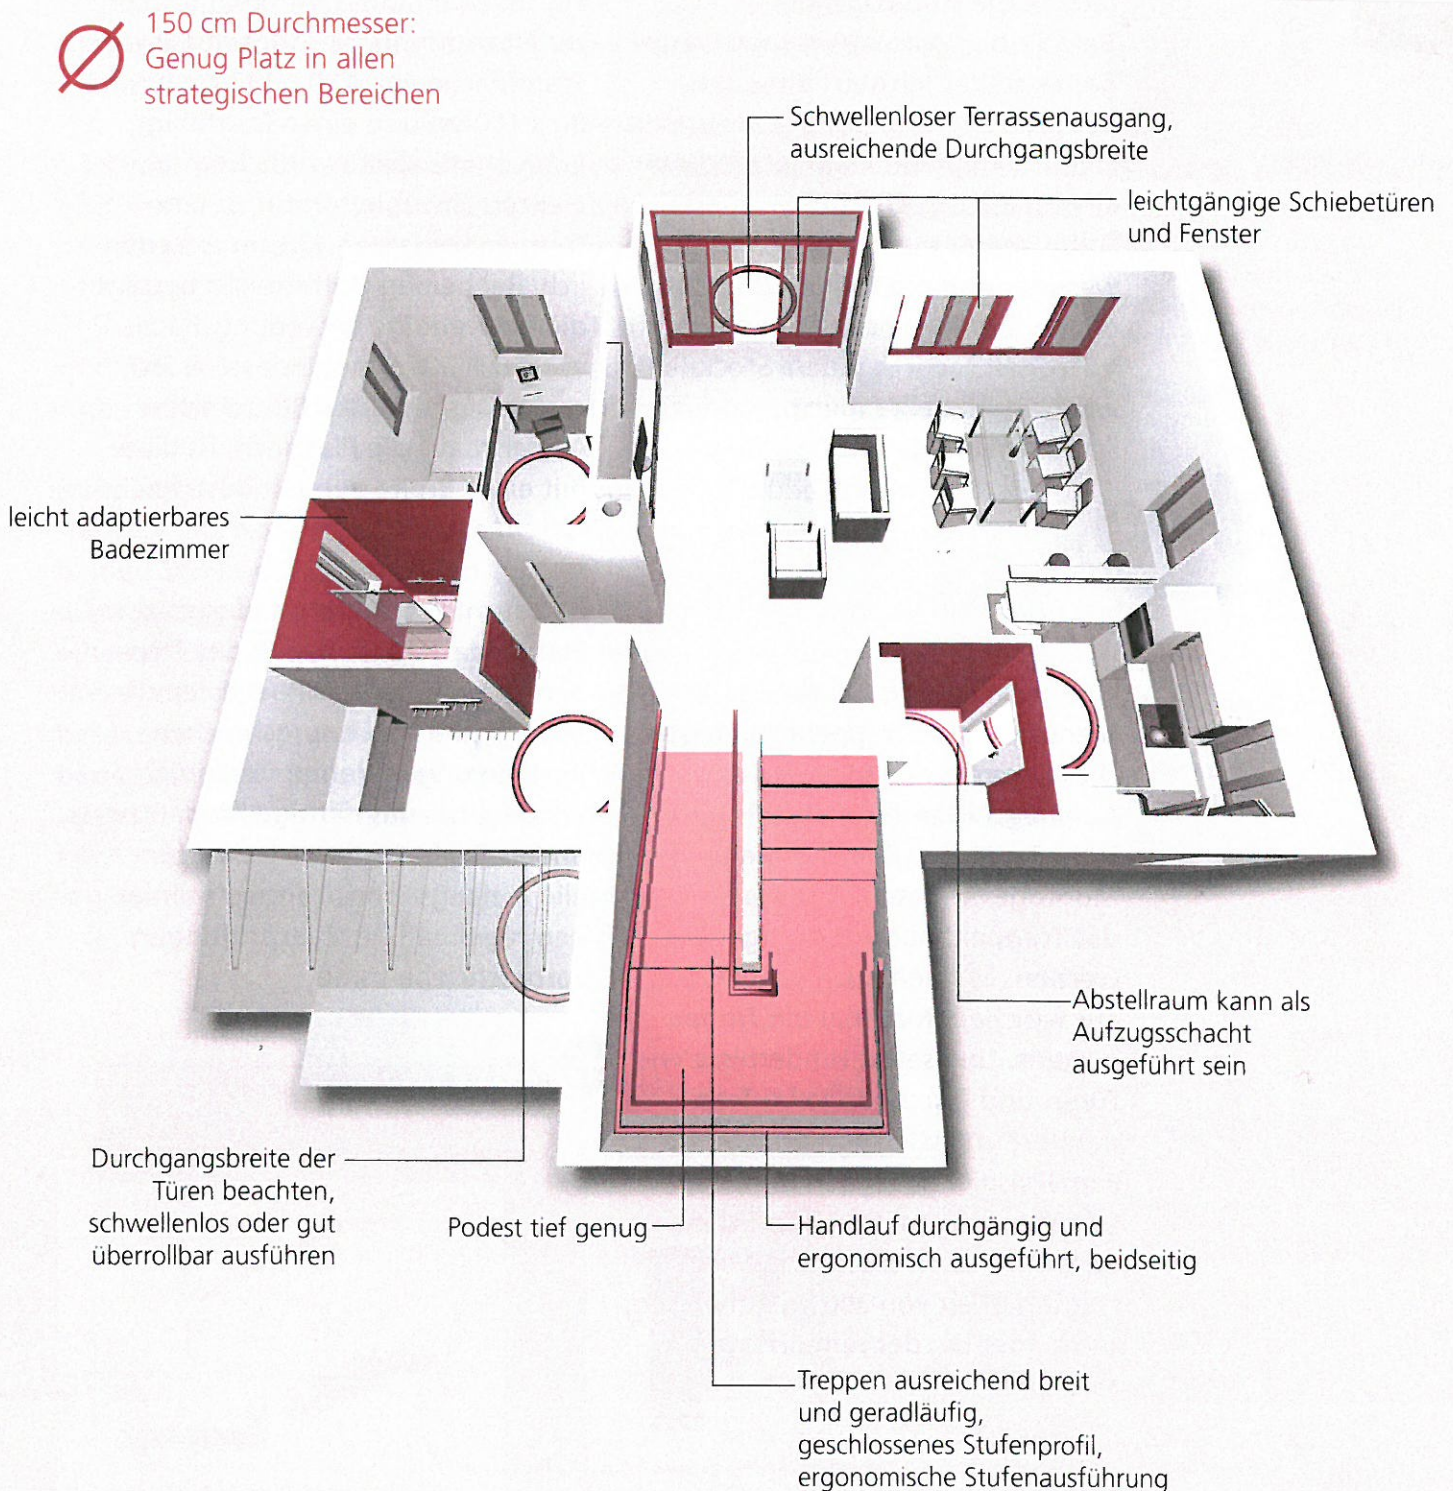 150 cm Durchmesser:
Genug Platz in allen
strategischen Bereichen
Schwellenloser Terrassenausgang,
ausreichende Durchgangsbreite
leichtgängige Schiebetüren
und Fenster
leicht adaptierbares
Badezimmer
Abstellraum kann als
Aufzugsschacht
ausgeführt sein
Durchgangsbreite der
Türen beachten,
schwellenlos oder gut
überrollbar ausführen
Podest tief genug
Handlauf durchgängig und
ergonomisch ausgeführt, beidseitig
Treppen ausreichend breit
und geradläufig,
geschlossenes Stufenprofil,
ergonomische Stufenausführung